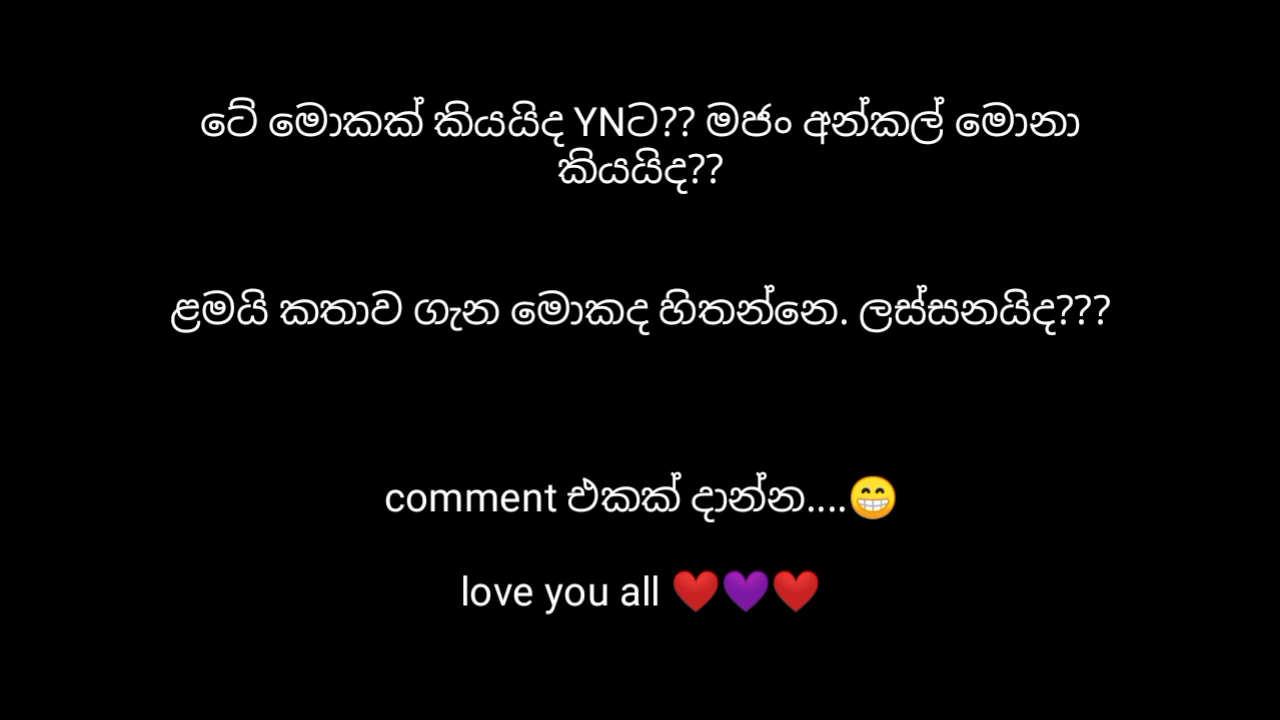 ටේ මොකක් කියයිද YNට?? මජං අන්කල් මොනා
කියයිද??
ළමයි කතාව ගැන මොකද හිතන්නෙ. ලස්සනයිද???
comment එකක් දාන්න....😁
love you all ❤️💜❤️